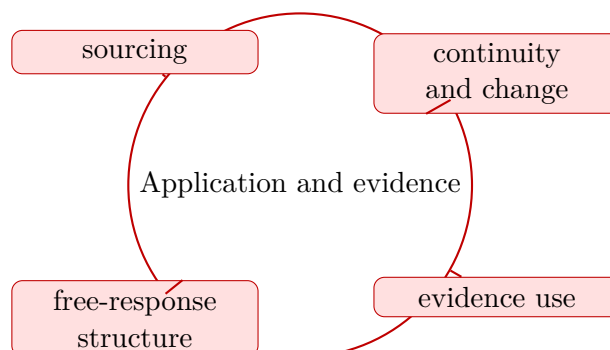 sourcing
continuity
and change
Application and evidence
free-response
structure
evidence use